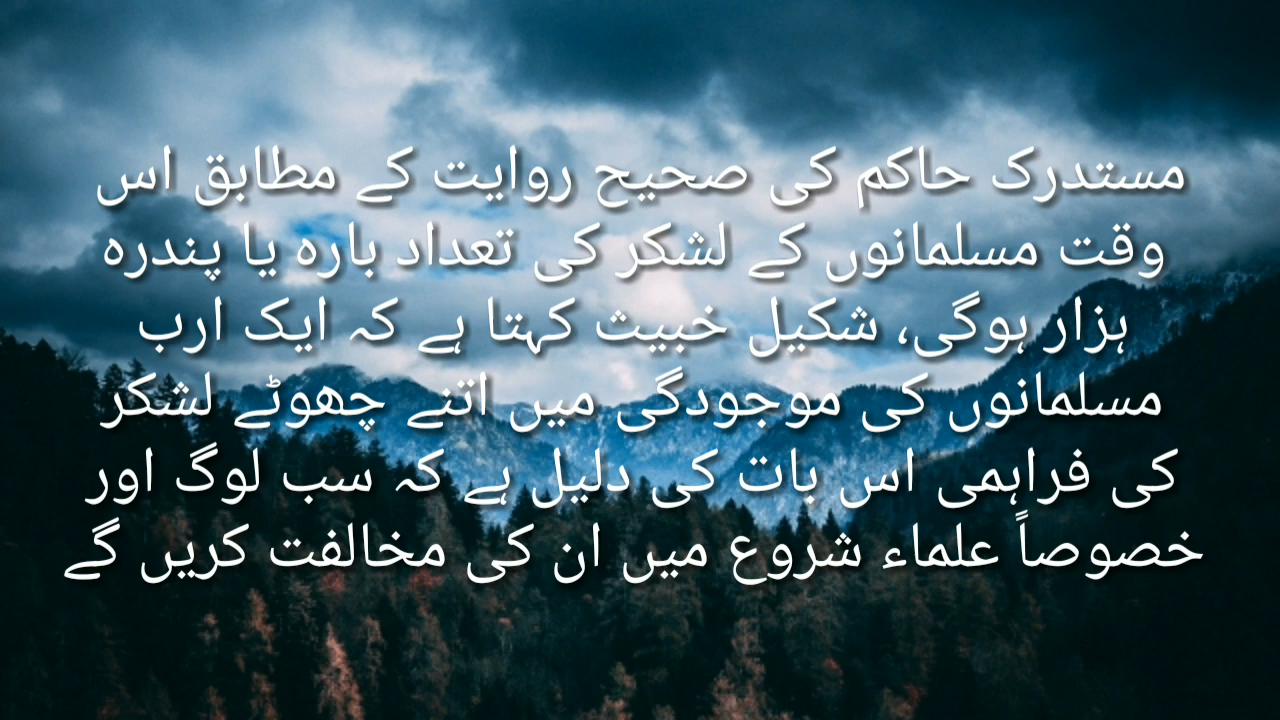 مستدرک حاکم کی صحیح روایت کے مطابق اس
وقت مسلمانوں کے لشکر کی تعداد بارہ یا پندرہ
ہزار ہوگی، شکیل خبیث کہتا ہے کہ ایک ارب
مسلمانوں کی موجودگی میں اتنے چھوٹے لشکر
کی فراہمی اس بات کی دلیل ہے کہ سب لوگ اور
خصوصاً علماء شروع میں ان کی مخالفت کریں گے